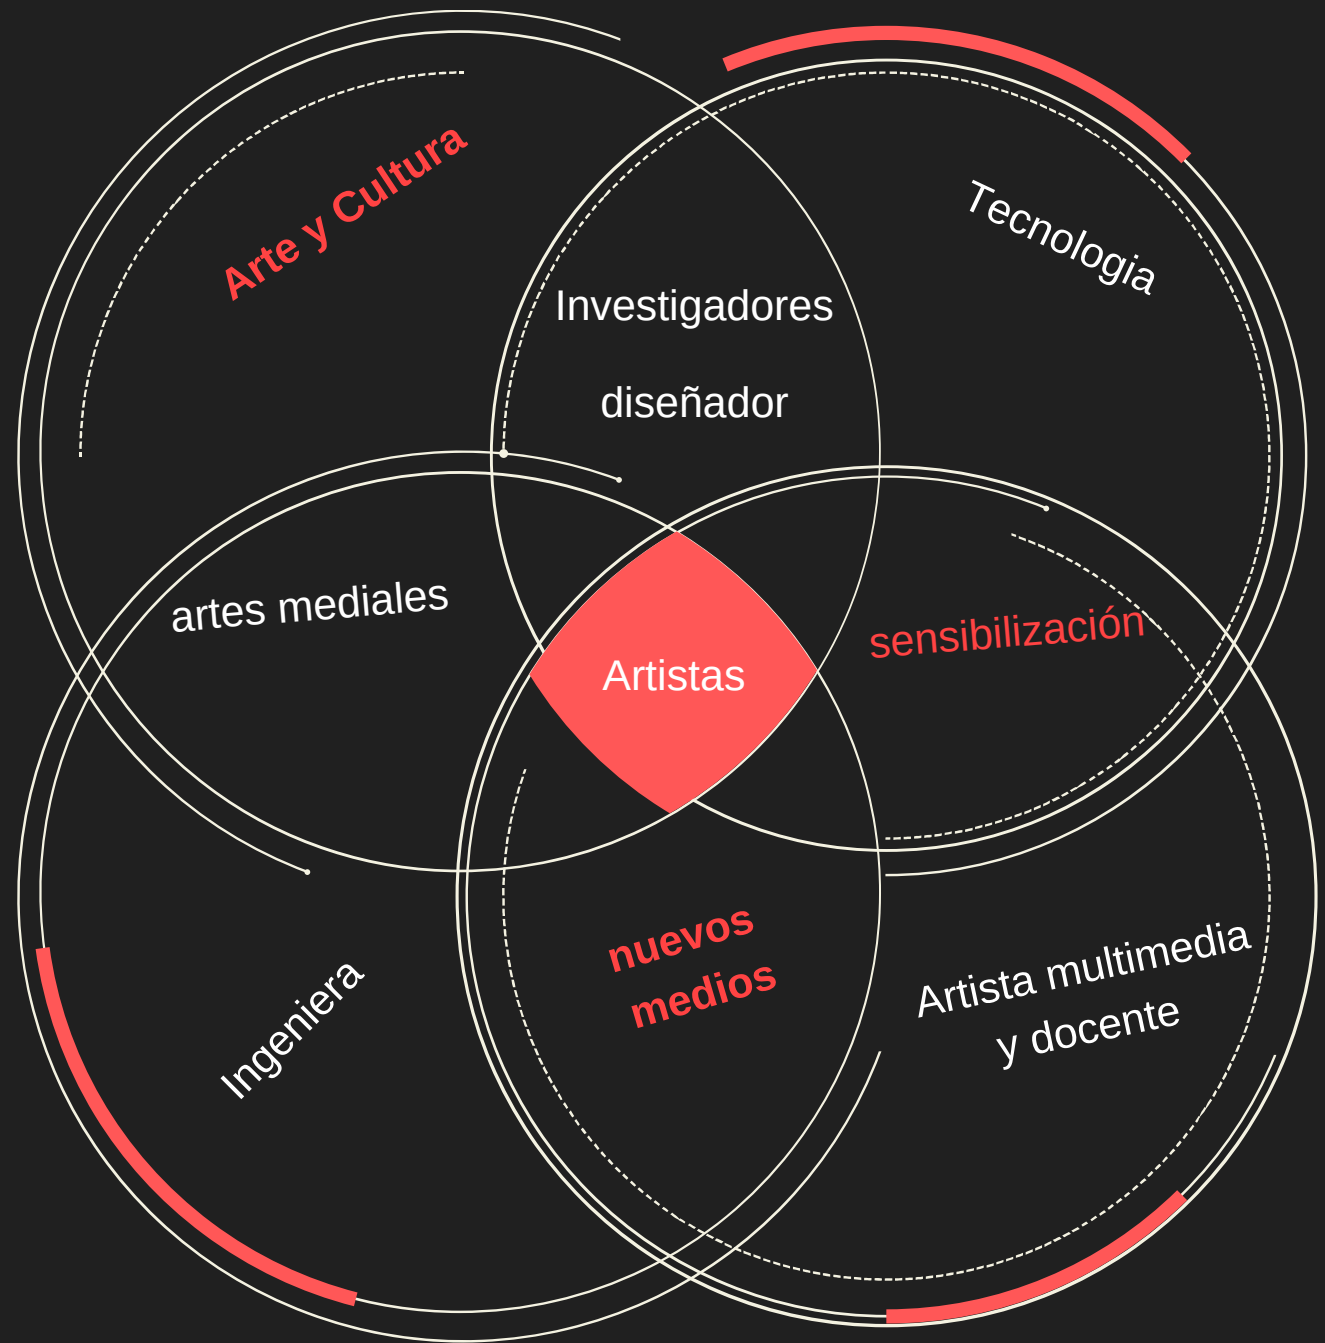 Arte y Cultura
Tecnologia
Investigadores
diseñador
artes mediales
sensibilización
Artistas
nuevos
medios
Ingeniera
Artista multimedia
y docente